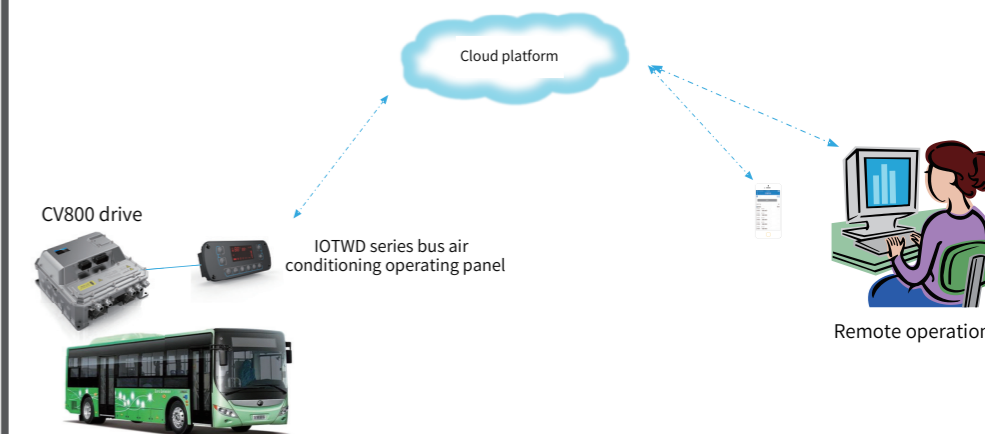 Cloud platform
CV800 drive
IOTWD series bus air
conditioning operating panel
Remote operation